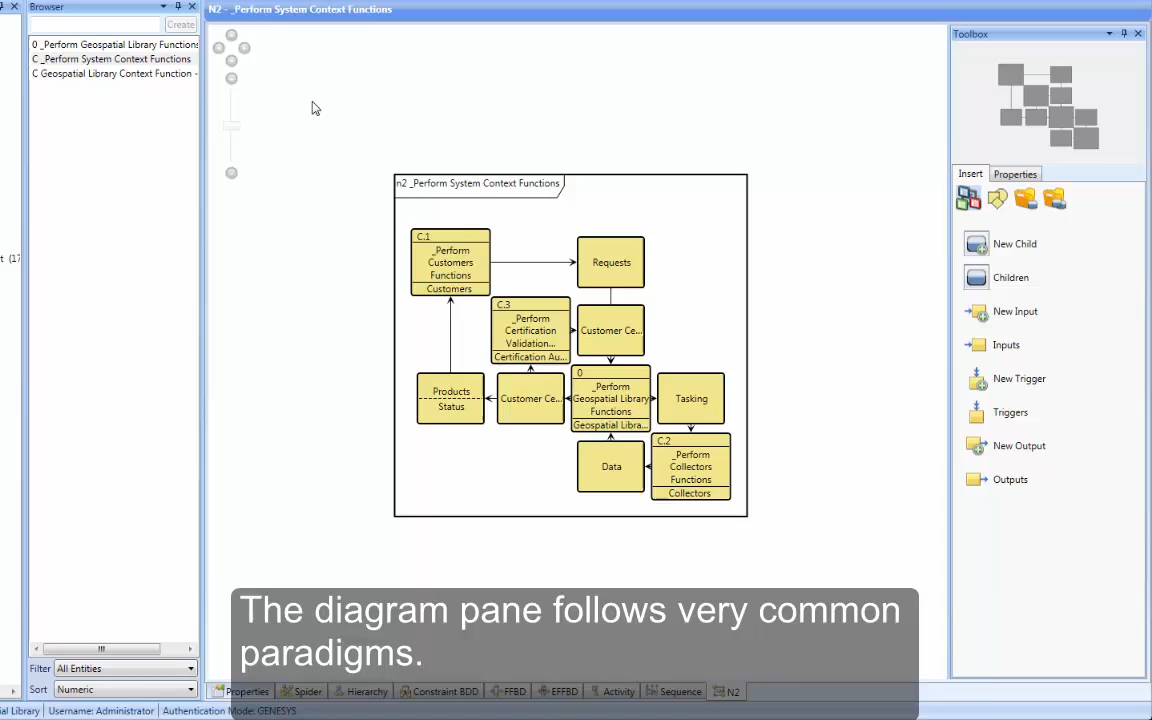 Browser
N2 - _Perform System Context Functions
Create
0 _Perform Geospatial Library Functions
C _Perform System Context Functions
C Geospatial Library Context Function -
t (17
n2 _Perform System Context Functions
C.1
_Perform
Customers
Functions
Customers
Requests
C.3
_Perform
Certification
Validation...
Certification Au...
Customer Ce...
Products
Status
Customer Ce...
0
_Perform
Geospatial Library
Functions
Geospatial Libra...
Tasking
Data
C.2
_Perform
Collectors
Functions
Collectors
Toolbox
Insert
Properties
New Child
Children
New Input
Inputs
New Trigger
Triggers
New Output
Outputs
The diagram pane follows very common
paradigms.
Filter All Entities
Sort Numeric
Properties Spider Hierarchy Constraint BDD FFBD EFFBD Activity Sequence N2
ial Library Username: Administrator Authentication Mode: GENESYS